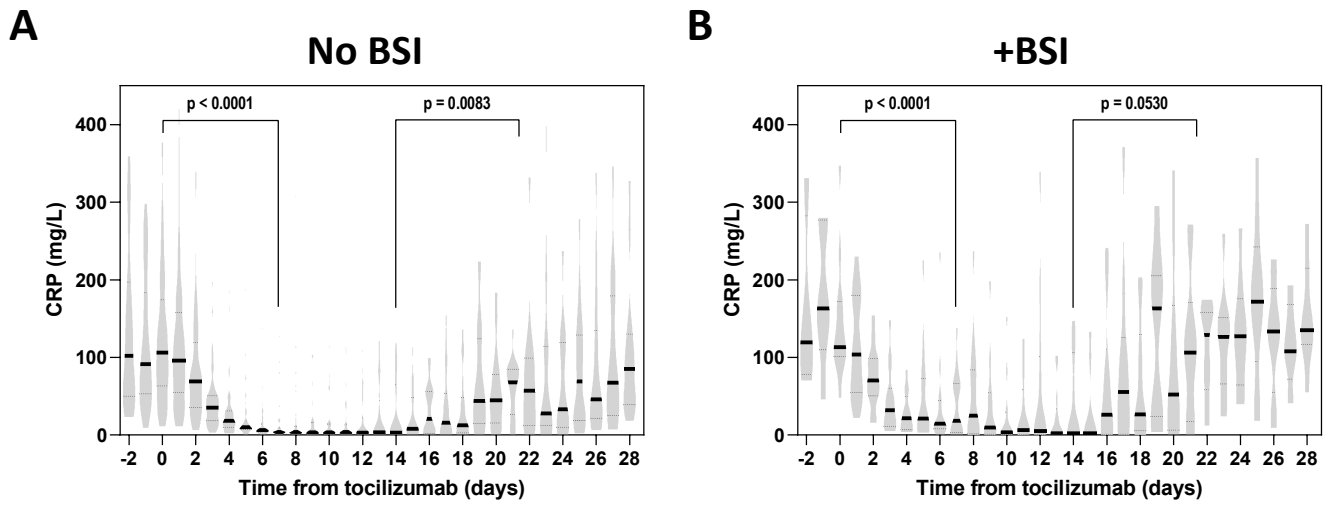 A
No BSI
p < 0.0001
p = 0.0083
400
300
200
100
0
CRP (mg/L)
-2 0 2 4 6 8 10 12 14 16 18 20 22 24 26 28
Time from tocilizumab (days)
B
+BSI
p < 0.0001
p = 0.0530
400
300
200
100
0
CRP (mg/L)
-2 0 2 4 6 8 10 12 14 16 18 20 22 24 26 28
Time from tocilizumab (days)